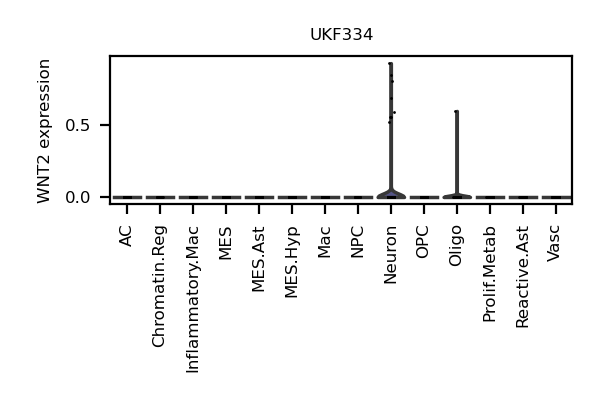 UKF334
WNT2 expression
0.5
0.0
AC
Chromatin.Reg
Inflammatory.Mac
MES
MES.Ast
MES.Hyp
Mac
NPC
Neuron
OPC
Oligo
Prolif.Metab
Reactive.Ast
Vasc